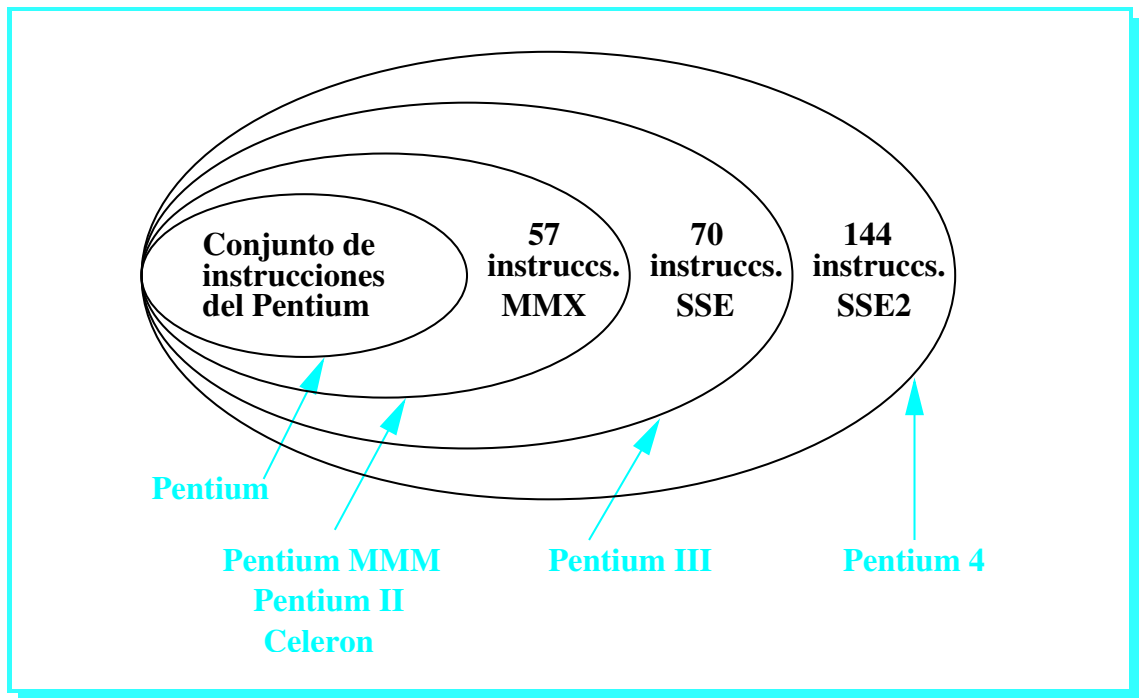 Conjunto de
instrucciones
del Pentium
57
instruccs.
MMX
70
instruccs.
SSE
144
instruccs.
SSE2
Pentium
Pentium MMM
Pentium II
Celeron
Pentium III
Pentium 4